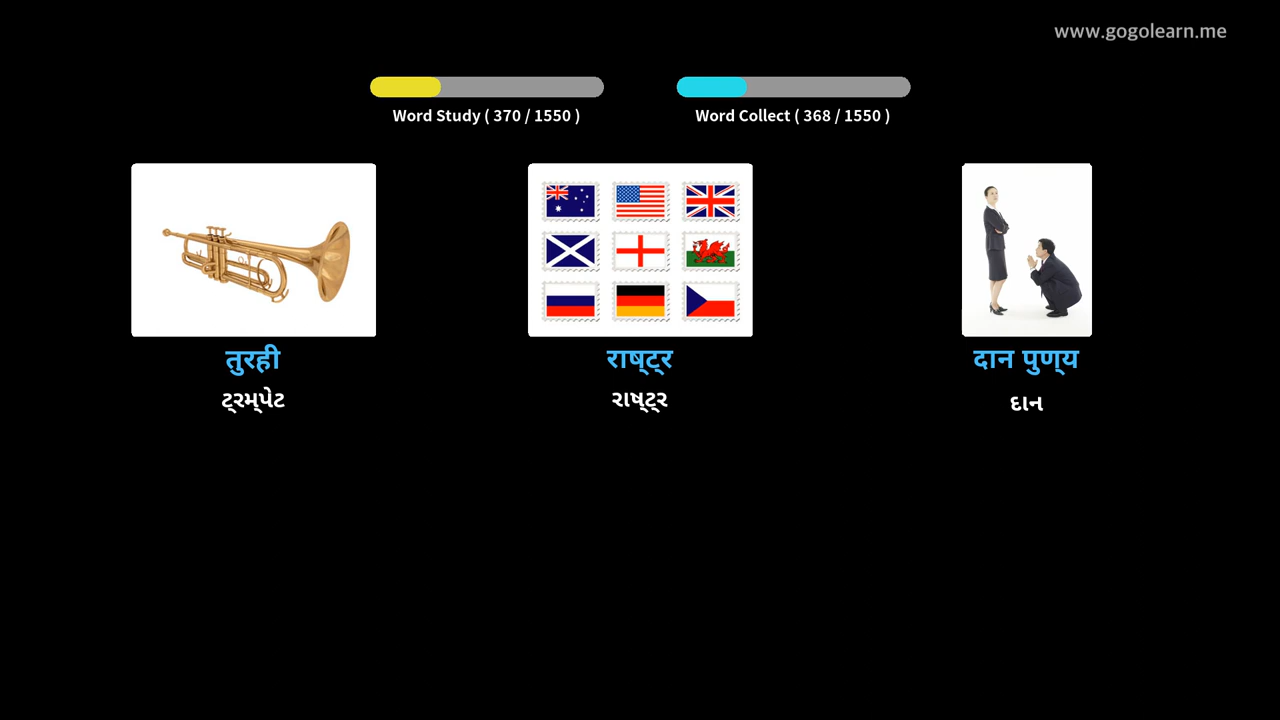 www.gogolearn.me
Word Study ( 370 / 1550 )
Word Collect ( 368 / 1550 )
तुरही
राष्ट्र
दान पुण्य
ટ્રમ્પેટ
રાષ્ટ્ર
દાન